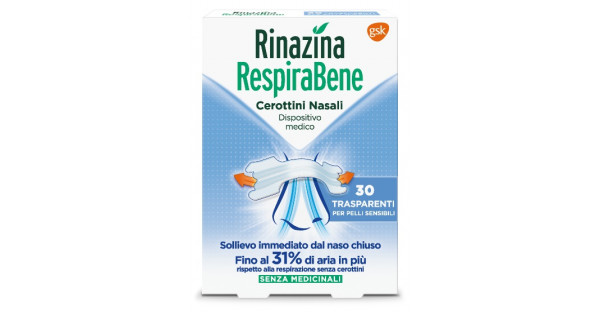 gsk
Rinazina
RespiraBene
Cerottini Nasali
Dispositivo
medico
30
TRASPARENTI
PER PELLI SENSIBILI
Sollievo immediato dal naso chiuso
Fino al 31% di aria in più
rispetto alla respirazione senza cerottini
SENZA MEDICINALI